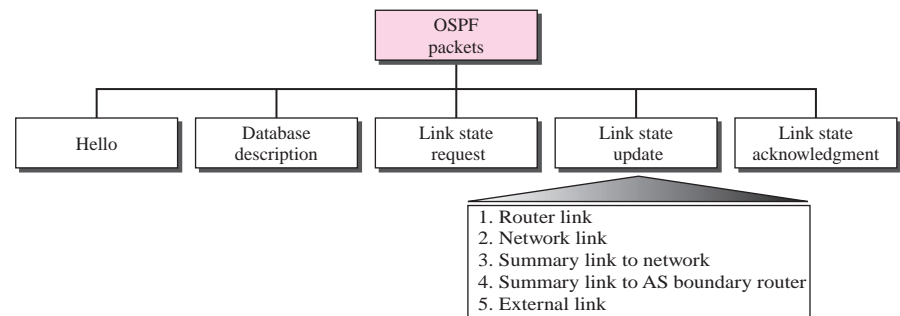 OSPF
packets
Hello
Database
description
Link state
request
Link state
update
Link state
acknowledgment
1. Router link
2. Network link
3. Summary link to network
4. Summary link to AS boundary router
5. External link